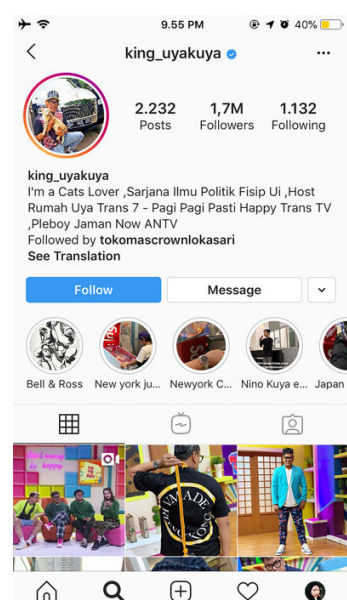 9.55 PM
40%
king_uyakuya
2.232
Posts
1,7M
Followers
1.132
Following
king_uyakuya
I'm a Cats Lover ,Sarjana Ilmu Politik Fisip Ui ,Host
Rumah Uya Trans 7 - Pagi Pagi Pasti Happy Trans TV
,Pleboy Jaman Now ANTV
Followed by tokomascrownlokasari
See Translation
Follow
Message
Bell & Ross
New york ju...
Newyork C...
Nino Kuya e...
Japan